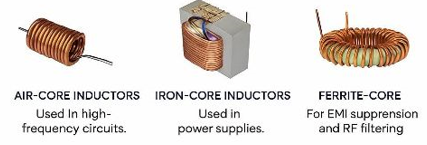 AIR-CORE INDUCTORS
Used In high-
frequency circuits.
IRON-CORE INDUCTORS
Used in
power supplies.
FERRITE-CORE
For EMI supprension
and RF filtering